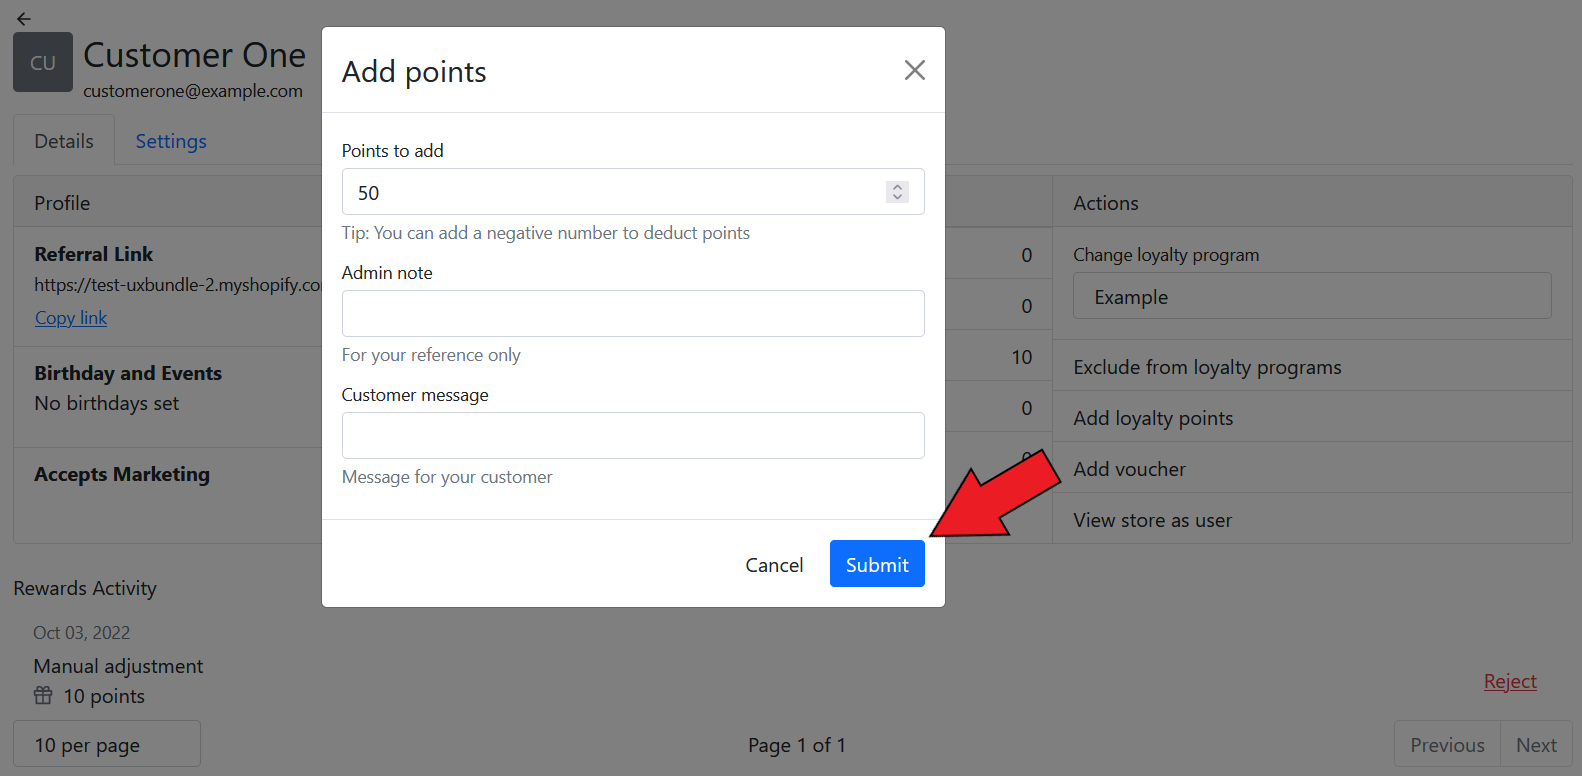 CU
Customer One
customerone@example.com
Details
Settings
Add points
Points to add
50
Tip: You can add a negative number to deduct points
Admin note
For your reference only
Customer message
Message for your customer
Cancel
Submit
Profile
Referral Link
https://test-uxbundle-2.myshopify.co
Copy link
Birthday and Events
No birthdays set
Accepts Marketing
0
0
10
0
Actions
Change loyalty program
Example
Exclude from loyalty programs
Add loyalty points
Add voucher
View store as user
Rewards Activity
Oct 03, 2022
Manual adjustment
10 points
Reject
10 per page
Page 1 of 1
Previous
Next